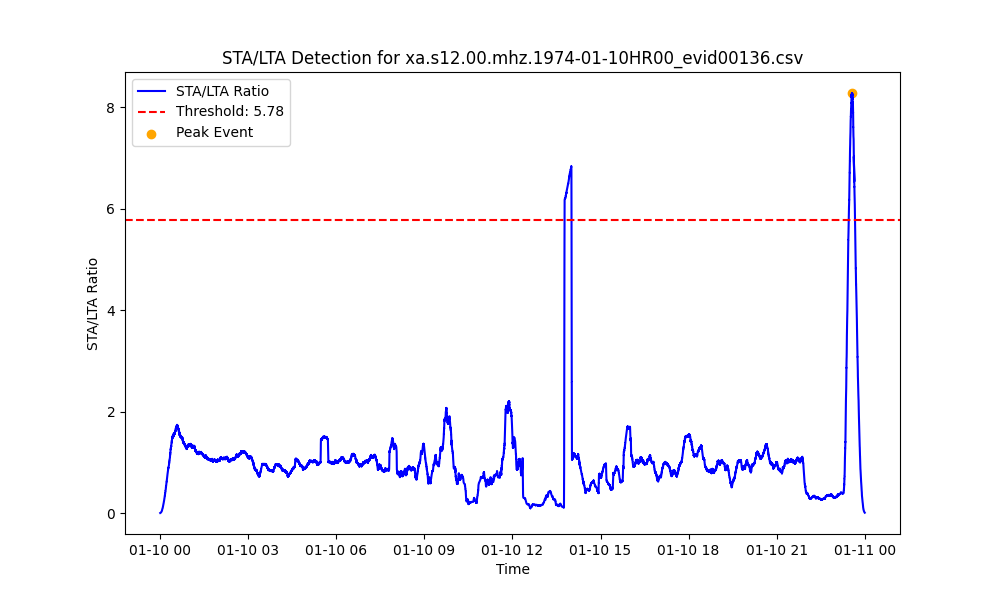 STA/LTA Detection for xa.s12.00.mhz.1974-01-10HR00_evid00136.csv
STA/LTA Ratio
Threshold: 5.78
Peak Event
8
6
4
2
0
STA/LTA Ratio
01-10 00 01-10 03 01-10 06 01-10 09 01-10 12 01-10 15 01-10 18 01-10 21 01-11 00
Time